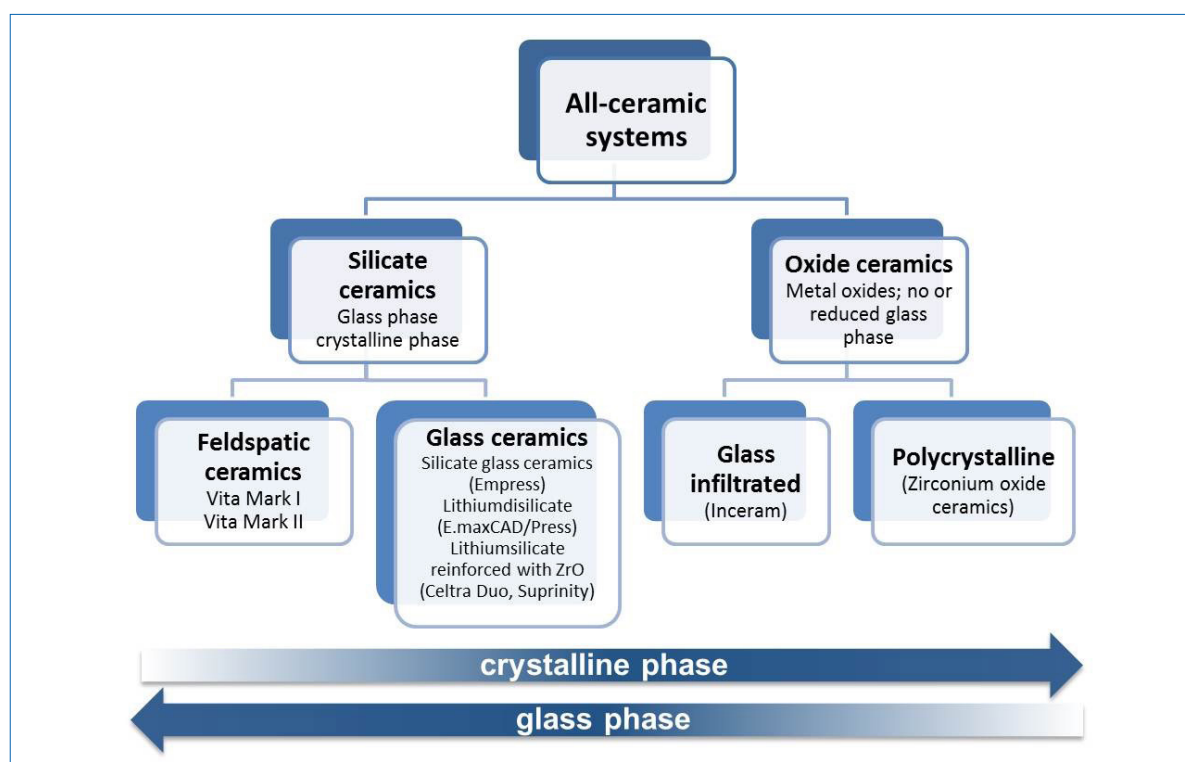 All-ceramic
systems
Silicate
ceramics
Glass phase
crystalline phase
Oxide ceramics
Metal oxides; no or
reduced glass
phase
Feldspatic
ceramics
Vita Mark I
Vita Mark II
Glass ceramics
Silicate glass ceramics
(Empress)
Lithiumdisilicate
(E.maxCAD/Press)
Lithiumsilicate
reinforced with ZrO
(Celtra Duo, Suprinity)
Glass
infiltrated
(Inceram)
Polycrystalline
(Zirconium oxide
ceramics)
crystalline phase
glass phase